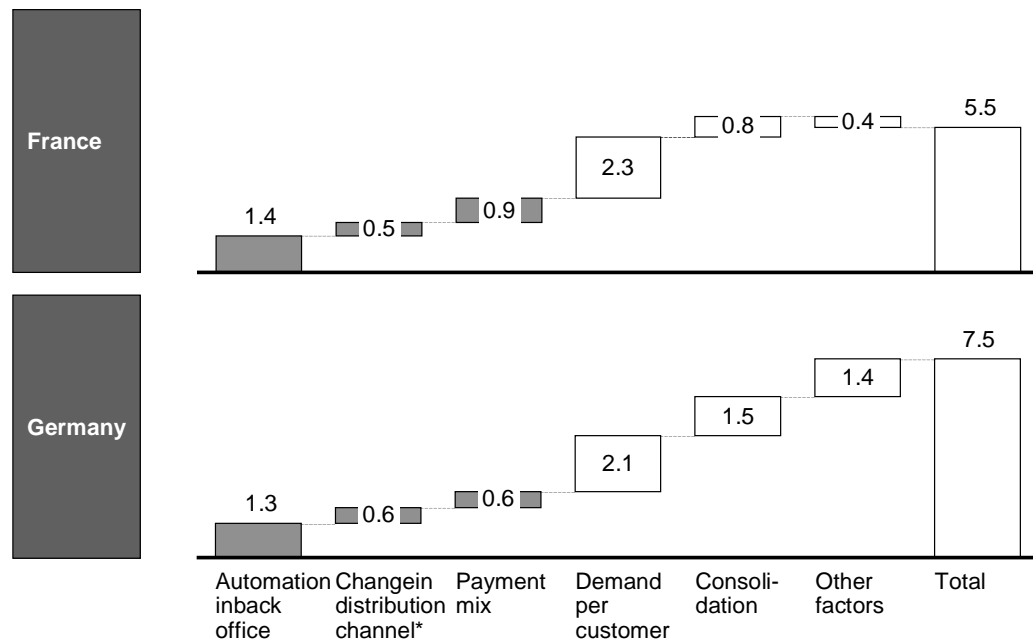 France
1.4
0.5
0.9
2.3
0.8
0.4
5.5
Germany
1.3
0.6
0.6
2.1
1.5
1.4
7.5
Automation
inback
office
Changein
distribution
channel*
Payment
mix
Demand
per
customer
Consoli-
dation
Other
factors
Total